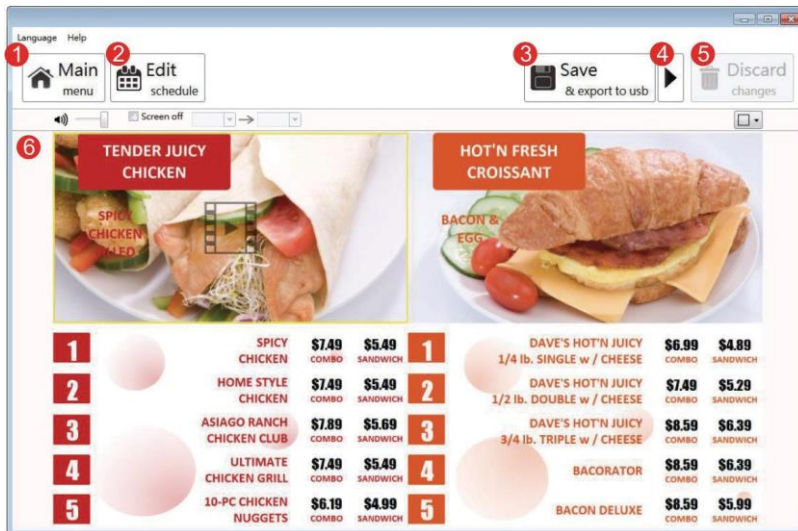 Language Help
1 Main
menu
2 Edit
schedule
3 Save
& export to usb
4
5 Discard
changes
Screen off
6
TENDER JUICY
CHICKEN
SPICY
CHICKEN
HOT'N FRESH
CROISSANT
BACON &
EGG
1 SPICY
CHICKEN
$7.49 $5.49
COMBO SANDWICH
2 HOME STYLE
CHICKEN
$7.49 $5.49
COMBO SANDWICH
3 ASIAGO RANCH
CHICKEN CLUB
$7.89 $5.69
COMBO SANDWICH
4 ULTIMATE
CHICKEN GRILL
$7.49 $5.49
COMBO SANDWICH
5 10-PC CHICKEN
NUGGETS
$6.19 $4.99
COMBO SANDWICH
1 DAVE'S HOT'N JUICY
1/4 lb. SINGLE w / CHEESE
$6.99 $4.89
COMBO SANDWICH
2 DAVE'S HOT'N JUICY
1/2 lb. DOUBLE w / CHEESE
$7.49 $5.29
COMBO SANDWICH
3 DAVE'S HOT'N JUICY
3/4 lb. TRIPLE w / CHEESE
$8.59 $6.39
COMBO SANDWICH
4 BACORATOR
$8.59 $6.39
COMBO SANDWICH
5 BACON DELUXE
$8.59 $5.99
COMBO SANDWICH